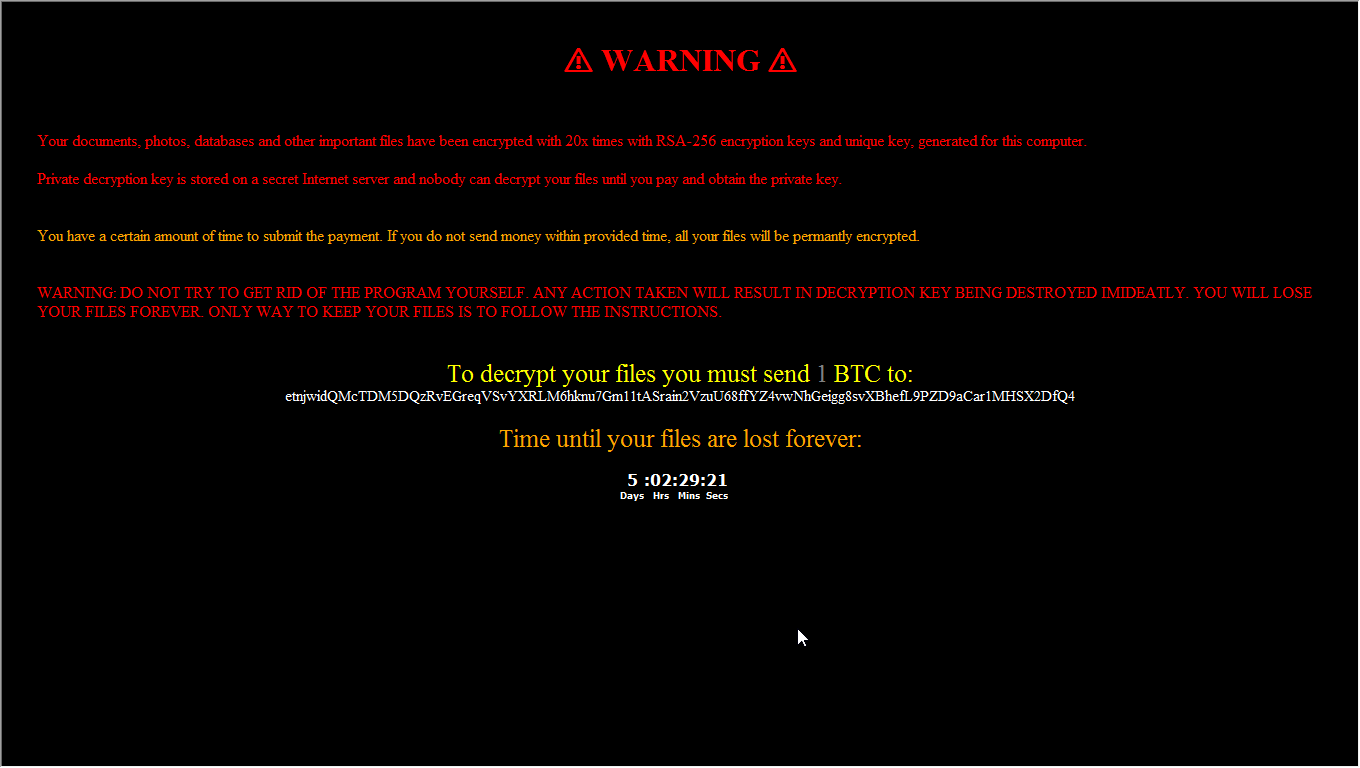 ⚠ WARNING ⚠
Your documents, photos, databases and other important files have been encrypted with 20x times with RSA-256 encryption keys and unique key, generated for this computer.
Private decryption key is stored on a secret Internet server and nobody can decrypt your files until you pay and obtain the private key.
You have a certain amount of time to submit the payment. If you do not send money within provided time, all your files will be permantly encrypted.
WARNING: DO NOT TRY TO GET RID OF THE PROGRAM YOURSELF. ANY ACTION TAKEN WILL RESULT IN DECRYPTION KEY BEING DESTROYED IMIDEATLY. YOU WILL LOSE
YOUR FILES FOREVER. ONLY WAY TO KEEP YOUR FILES IS TO FOLLOW THE INSTRUCTIONS.
To decrypt your files you must send 1 BTC to:
etnjwidQMcTDM5DQzRvEGreqVSvYXRLM6hknu7Gm11tASrain2VzuU68ffYZ4vwNhGeigg8svXBhefL9PZD9aCar1MHSX2DfQ4
Time until your files are lost forever:
5 :02:29:21
Days Hrs Mins Secs